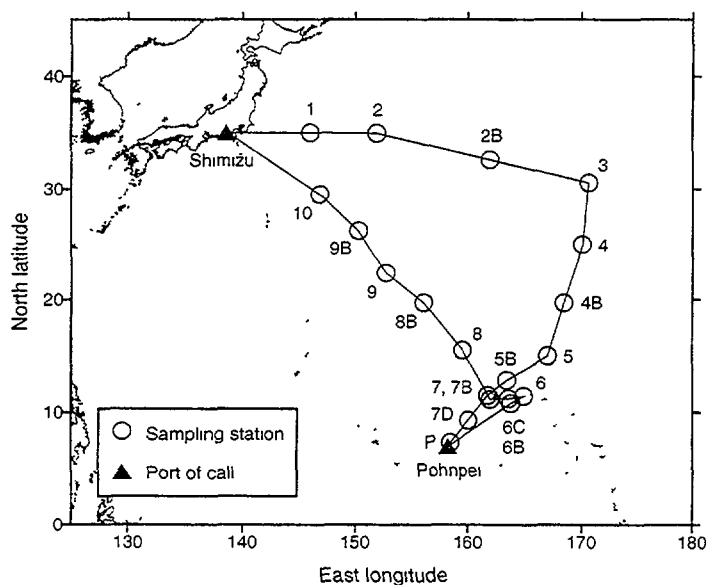 40
30
20
10
0
North latitude
130
140
150
160
170
180
East longitude
1
2
2B
3
Shimizu
10
4
9B
9
4B
8B
8
5B
5
7, 7B
6
7D
6C
P
6B
Pohnpei
Sampling station
Port of call